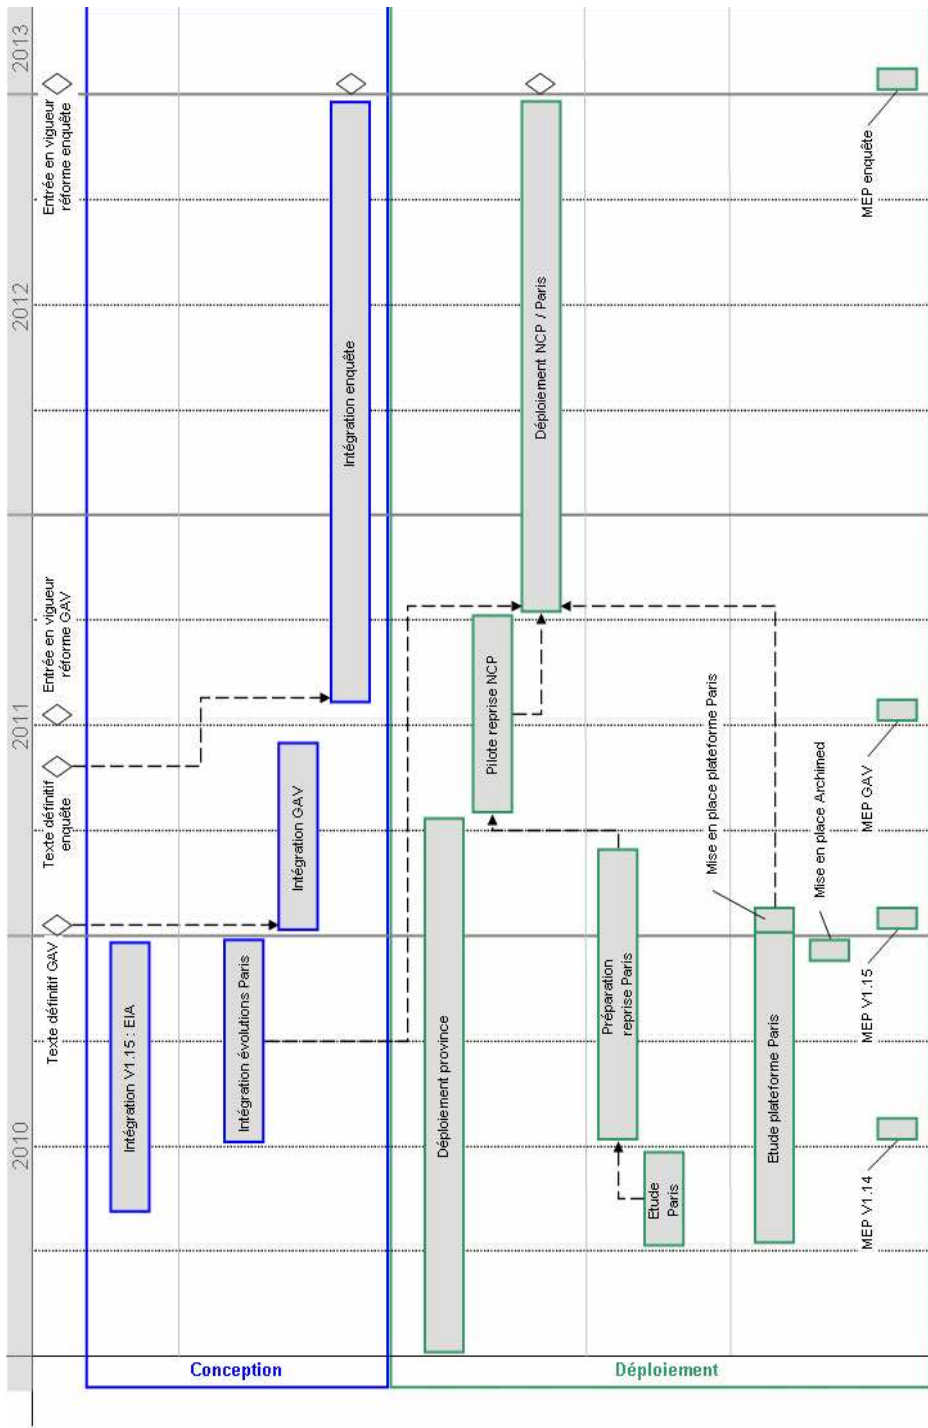 2010
2011
2012
2013
Texte définitif GAV
Texte définitif
enquête
Entrée en vigueur
réforme GAV
Entrée en vigueur
réforme enquête
Conception
Intégration V1.15 : EIA
Intégration évolutions Paris
Intégration GAV
Intégration enquête
Déploiement
Déploiement province
Pilote reprise NCP
Déploiement NCP / Paris
Préparation
reprise Paris
Etude
Paris
Mise en place plateforme Paris
Etude plateforme Paris
Mise en place Archimed
MEP V1.14
MEP V1.15
MEP GAV
MEP enquête